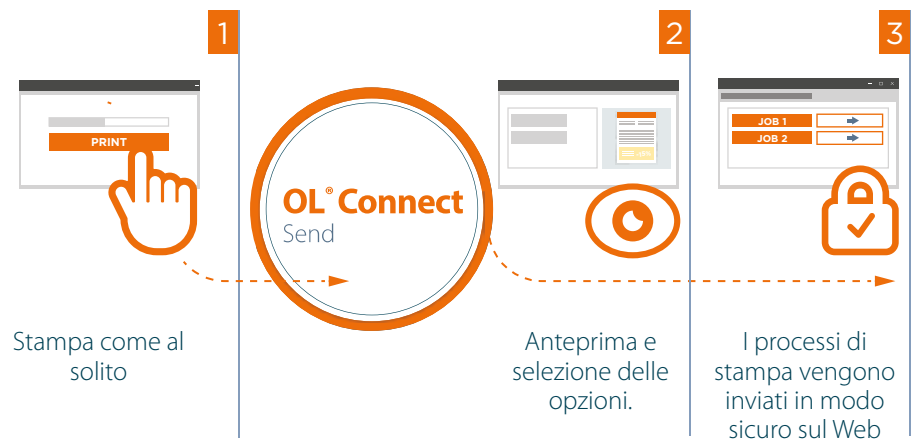 1
PRINT
Stampa come al
solito
OL® Connect
Send
2
Anteprima e
selezione delle
opzioni.
3
JOB 1
JOB 2
I processi di
stampa vengono
inviati in modo
sicuro sul Web